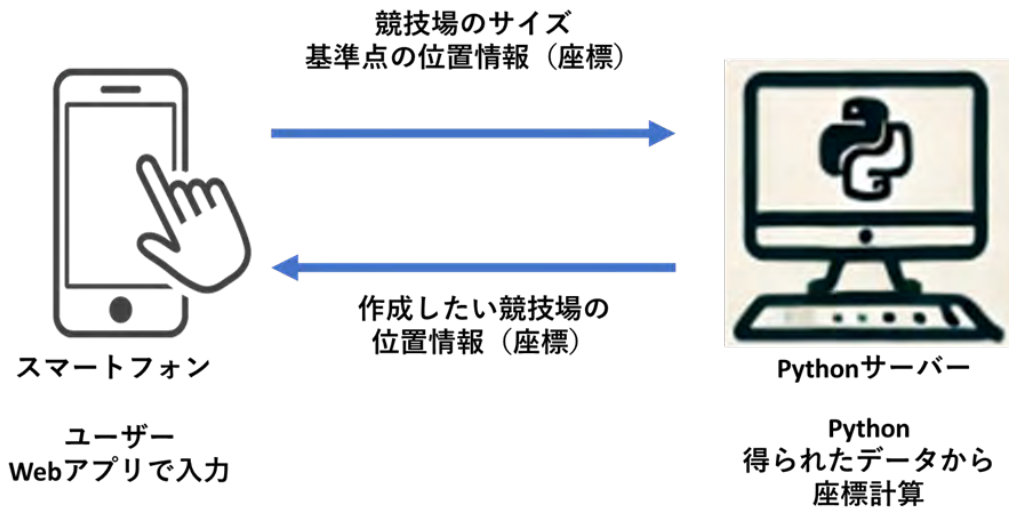 競技場のサイズ
基準点の位置情報（座標）
作成したい競技場の
位置情報（座標）
スマートフォン
ユーザー
Webアプリで入力
Pythonサーバー
Python
得られたデータから
座標計算